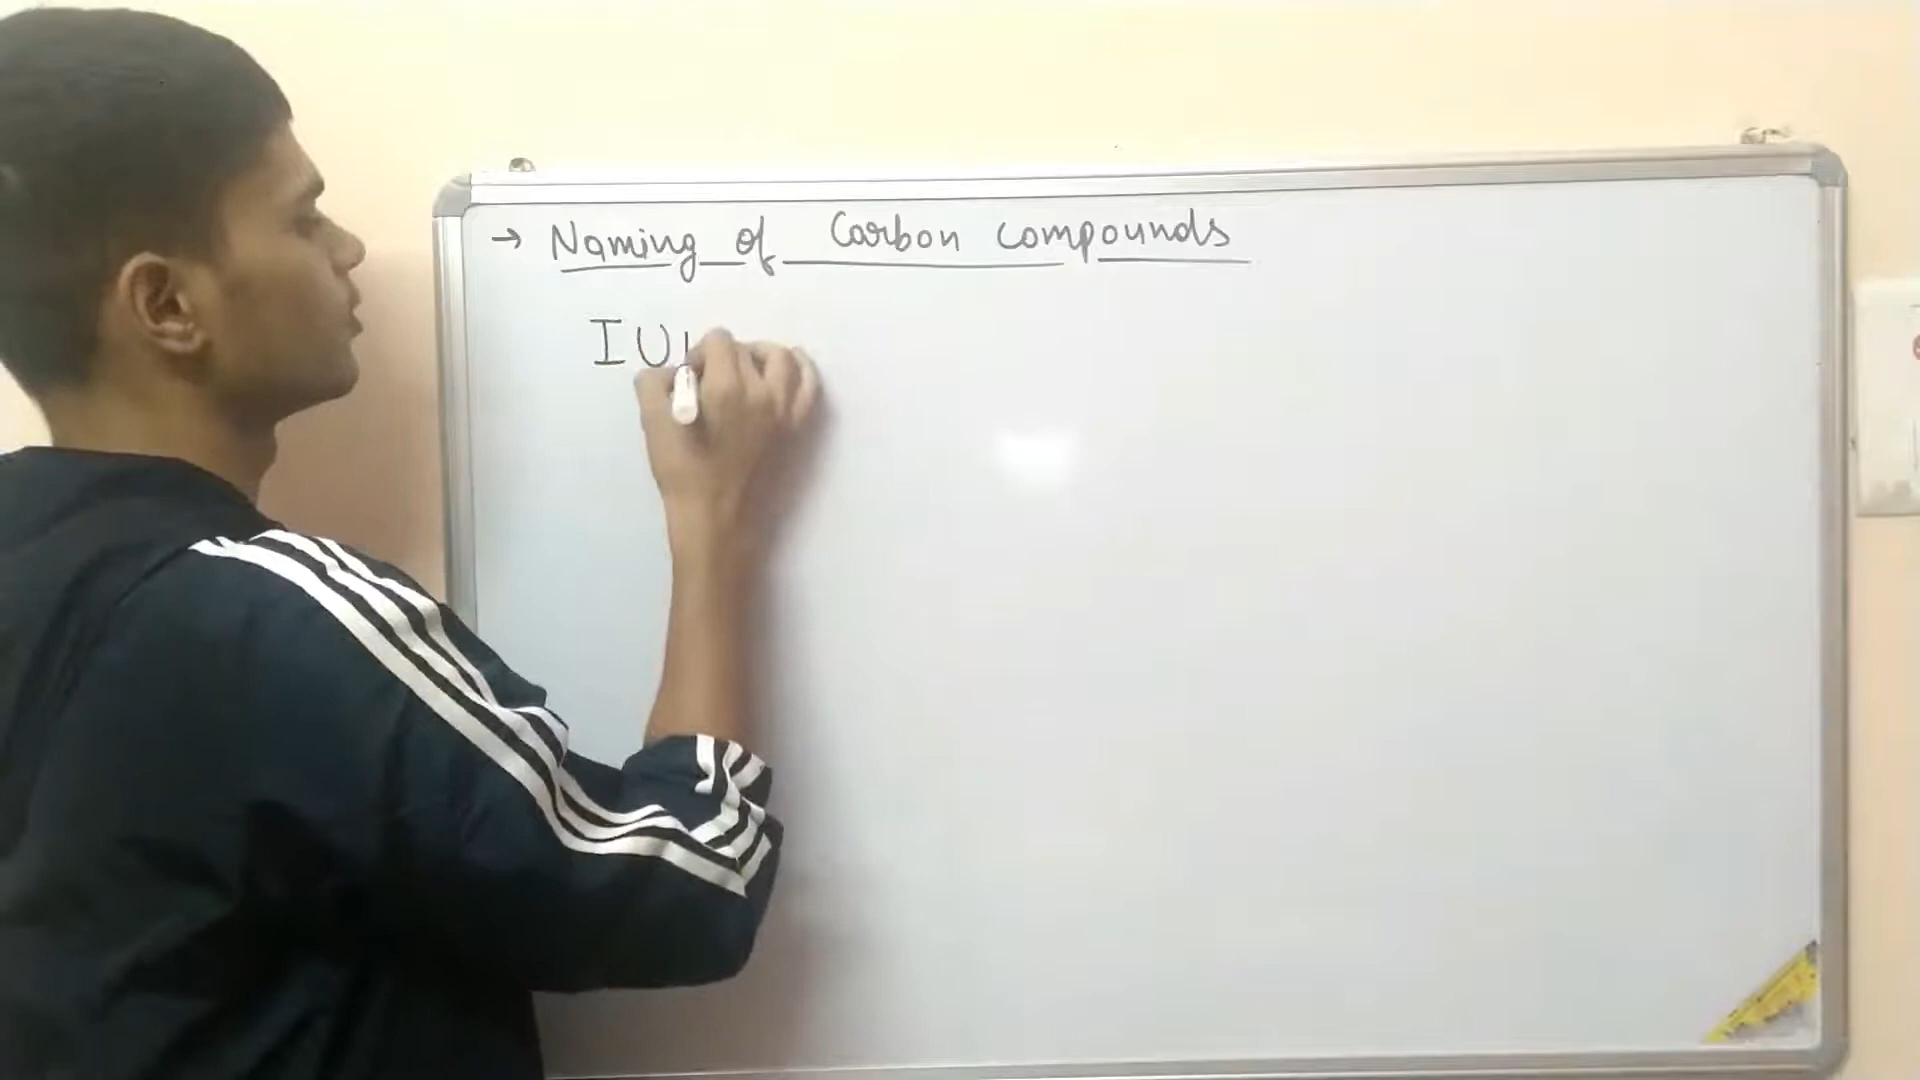 → Naming of Carbon compounds
IU